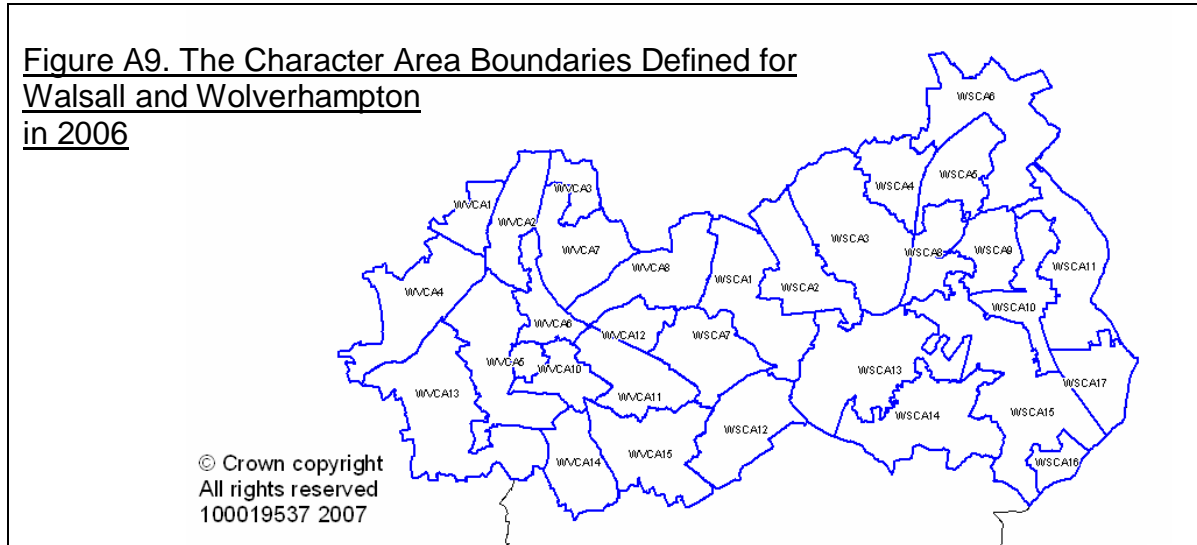 Figure A9. The Character Area Boundaries Defined for
Walsall and Wolverhampton
in 2006
WSCA6
WSCA4
WSCA5
WVCA3
WVCA1
WVCA2
WSCA3
WVCA7
WSCA8
WSCA9
WVCA8
WSCA11
WSCA1
WSCA2
WVCA4
WSCA10
WVCA6
WVCA12
WSCA7
WVCA5
WVCA10
WSCA13
WSCA17
WVCA13
WVCA11
WSCA14
WSCA15
WSCA12
WVCA14
WVCA15
WSCA16
© Crown copyright
All rights reserved
100019537 2007